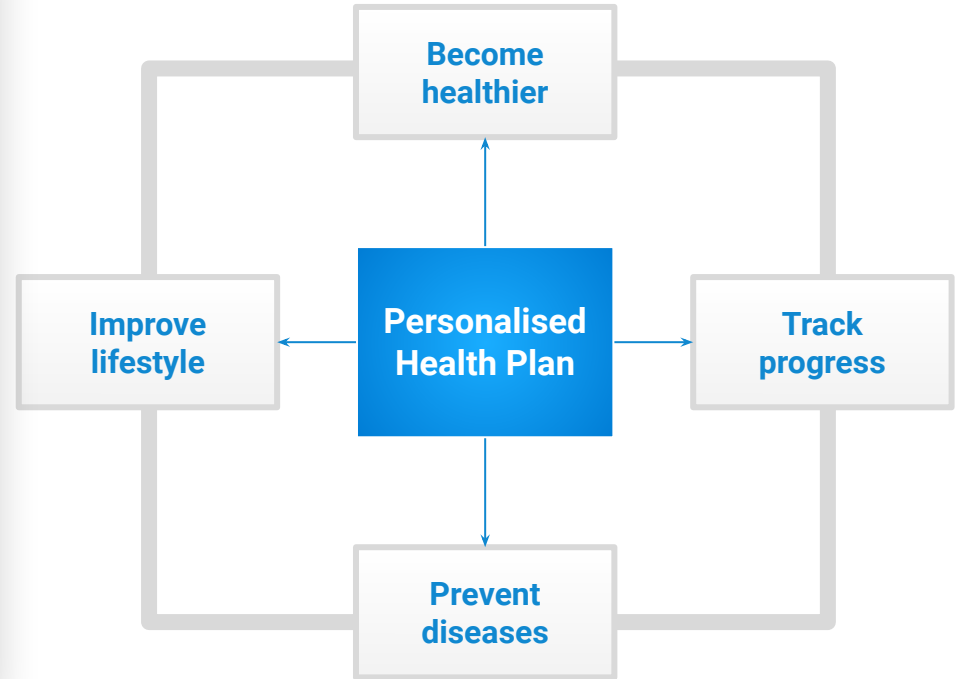 Become
healthier
Improve
lifestyle
Personalised
Health Plan
Track
progress
Prevent
diseases